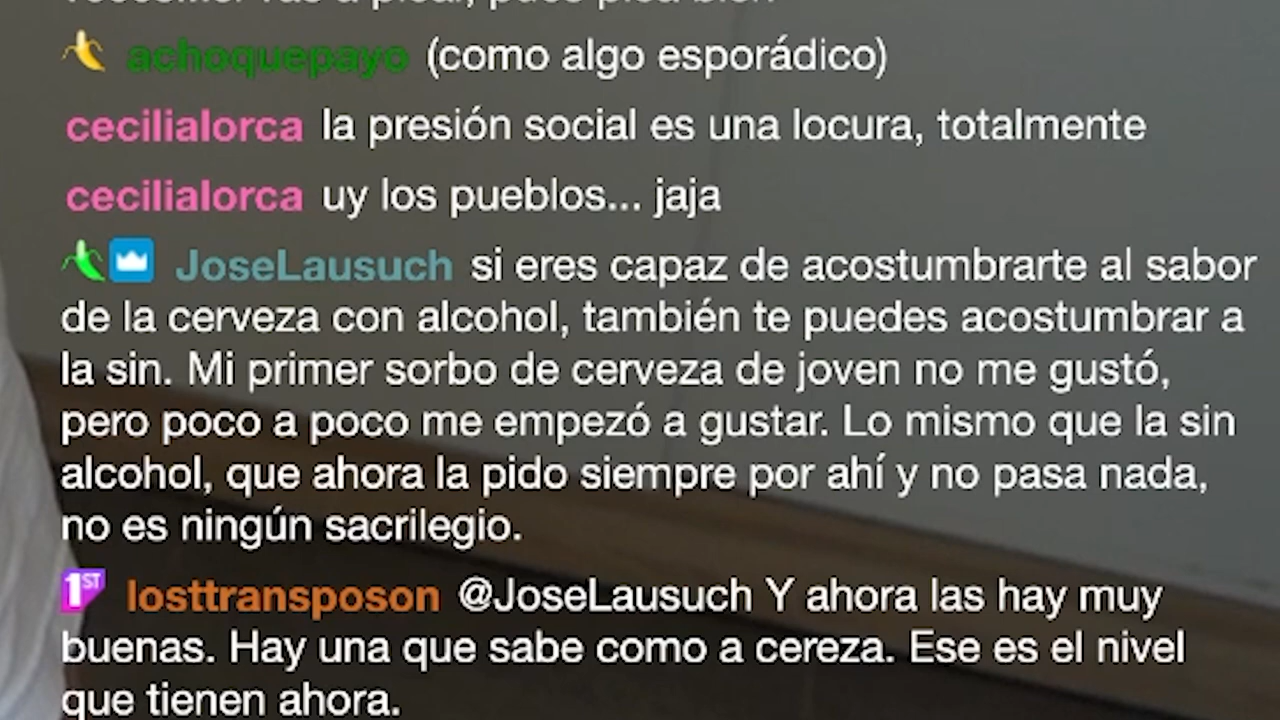 achoquepayo (como algo esporádico)
cecilialorca la presión social es una locura, totalmente
cecilialorca uy los pueblos... jaja
JoseLausuch si eres capaz de acostumbrarte al sabor
de la cerveza con alcohol, también te puedes acostumbrar a
la sin. Mi primer sorbo de cerveza de joven no me gustó,
pero poco a poco me empezó a gustar. Lo mismo que la sin
alcohol, que ahora la pido siempre por ahí y no pasa nada,
no es ningún sacrilegio.
1ST losttransposon @JoseLausuch Y ahora las hay muy
buenas. Hay una que sabe como a cereza. Ese es el nivel
que tienen ahora.